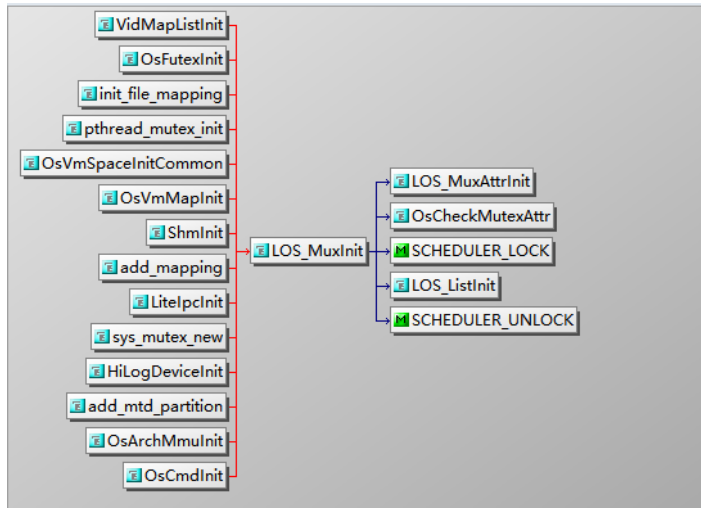 VidMapListInit
OsFutexInit
init_file_mapping
pthread_mutex_init
OsVmSpaceInitCommon
OsVmMapInit
ShmInit
add_mapping
LiteIpcInit
sys_mutex_new
HiLogDeviceInit
add_mtd_partition
OsArchMmuInit
OsCmdInit
LOS_MuxInit
LOS_MuxAttrInit
OsCheckMutexAttr
M SCHEDULER_LOCK
LOS_ListInit
M SCHEDULER_UNLOCK